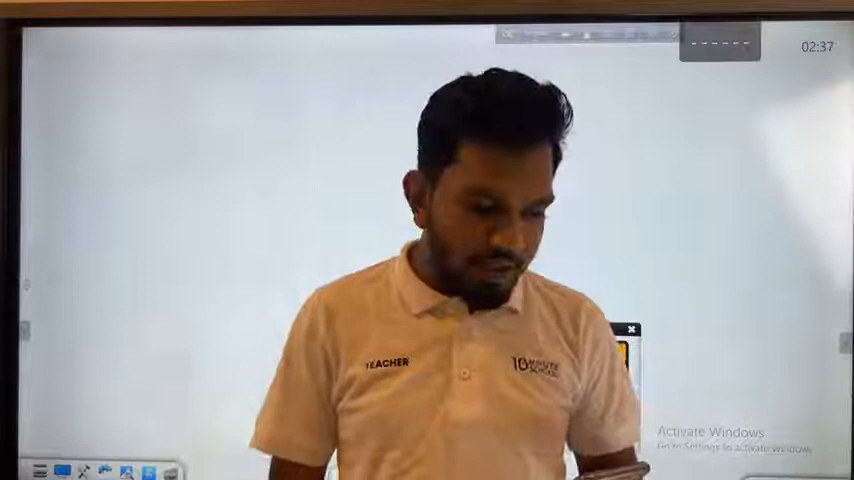 02:37
TEACHER
10 MINUTE
SCHOOL
Activate Windows
Go to Settings to activate Windows.